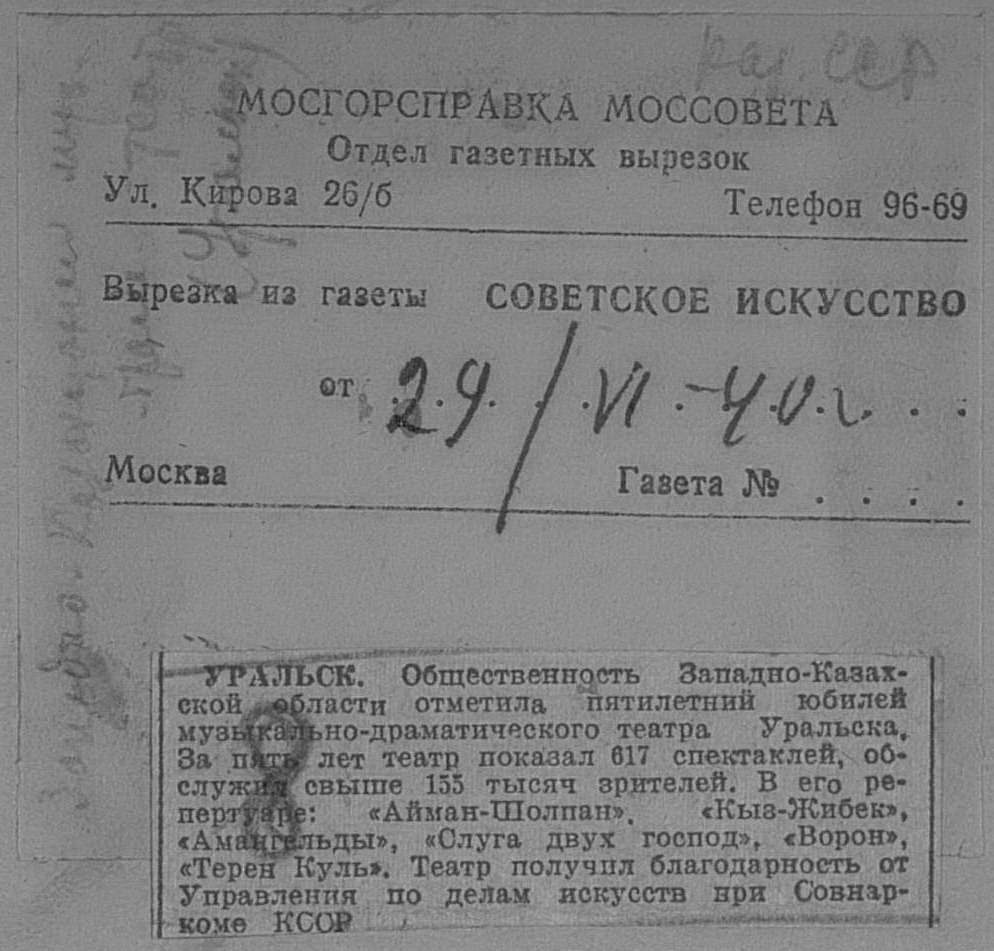 Каз. ССР
МОСГОРСПРАВКА МОССОВЕТА
Отдел газетных вырезок
Ул. Кирова 26/б Телефон 96-69
Вырезка из газеты СОВЕТСКОЕ ИСКУССТВО
от 29/VI-40г.
Москва Газета № . . . .
УРАЛЬСК. Общественность Западно-Казах-
ской области отметила пятилетний юбилей
музыкально-драматического театра Уральска.
За пять лет театр показал 617 спектаклей, об-
служил свыше 155 тысяч зрителей. В его ре-
пертуаре: «Айман-Шолпан», «Кыз-Жибек»,
«Амангельды», «Слуга двух господ», «Ворон»,
«Терен Куль». Театр получил благодарность от
Управления по делам искусств при Совнар-
коме КССР